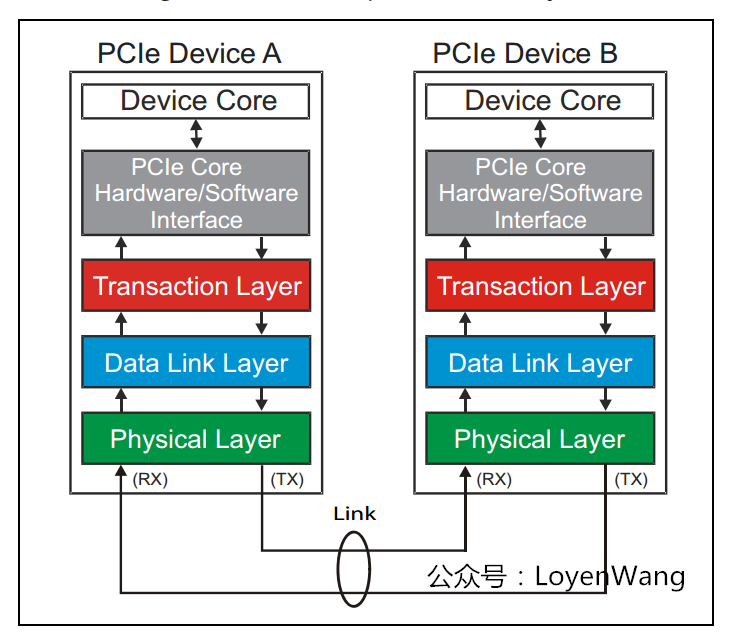 PCIe Device A
Device Core
PCIe Core
Hardware/Software
Interface
Transaction Layer
Data Link Layer
Physical Layer
(RX)
(TX)
PCIe Device B
Device Core
PCIe Core
Hardware/Software
Interface
Transaction Layer
Data Link Layer
Physical Layer
(RX)
(TX)
Link
公众号：LoyenWang